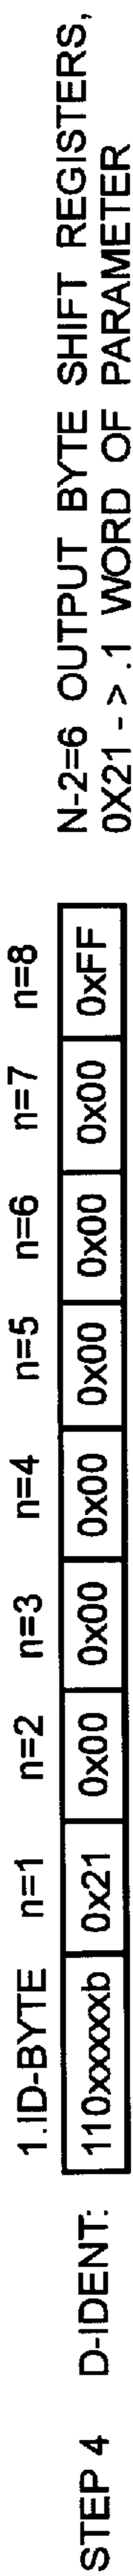 1.ID-BYTE n=1 n=2 n=3 n=4 n=5 n=6 n=7 n=8
STEP 4 D-IDENT: 110xxxxxb 0x21 0x00 0x00 0x00 0x00 0x00 0x00 0xFF
N-2=6 OUTPUT BYTE SHIFT REGISTERS,
0X21 - > .1 WORD OF PARAMETER